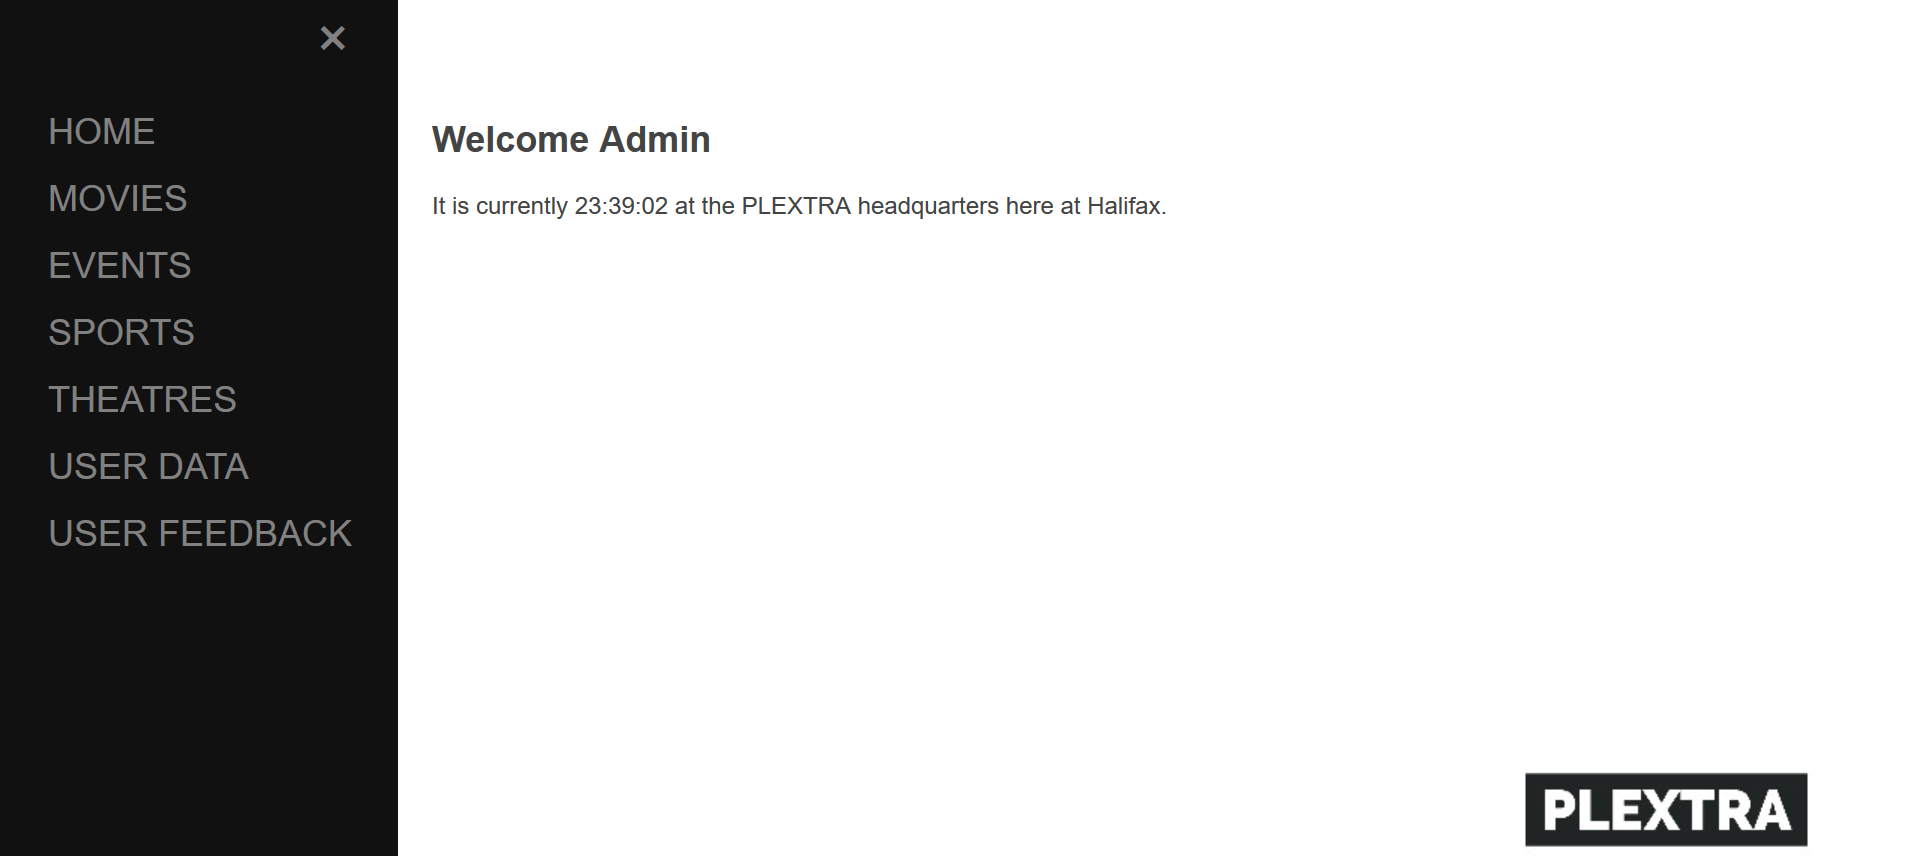 ×
HOME
MOVIES
EVENTS
SPORTS
THEATRES
USER DATA
USER FEEDBACK
Welcome Admin
It is currently 23:39:02 at the PLEXTRA headquarters here at Halifax.
PLEXTRA